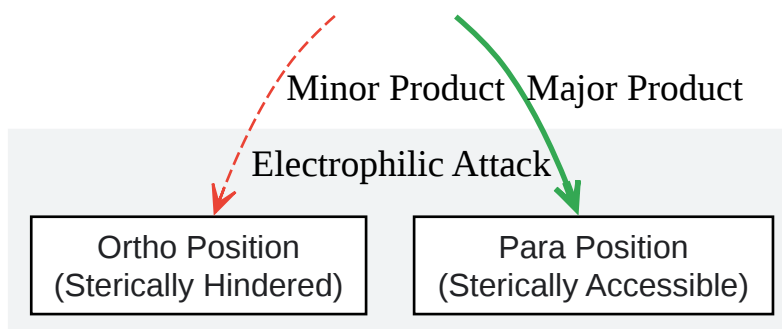 Minor Product
Major Product
Electrophilic Attack
Ortho Position
(Sterically Hindered)
Para Position
(Sterically Accessible)